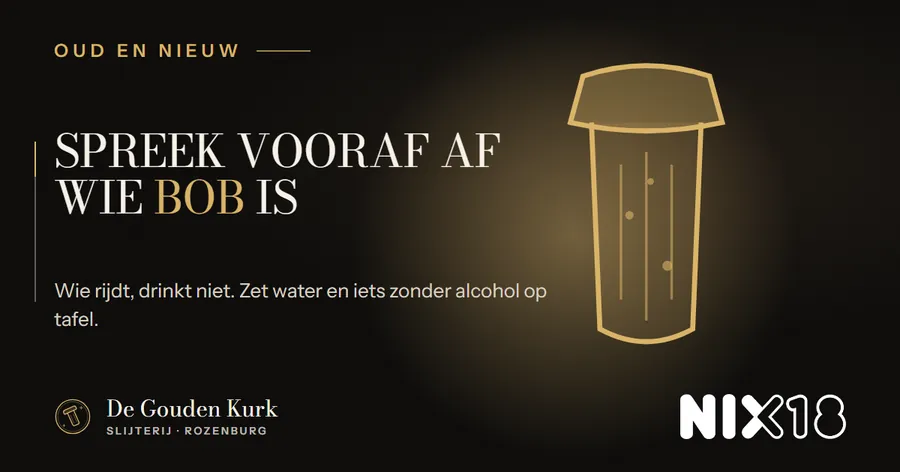 OUD EN NIEUW
SPREEK VOORAF AF
WIE BOB IS
Wie rijdt, drinkt niet. Zet water en iets zonder alcohol op
tafel.
De Gouden Kurk
SLIJTERIJ · ROZENBURG
NIX18